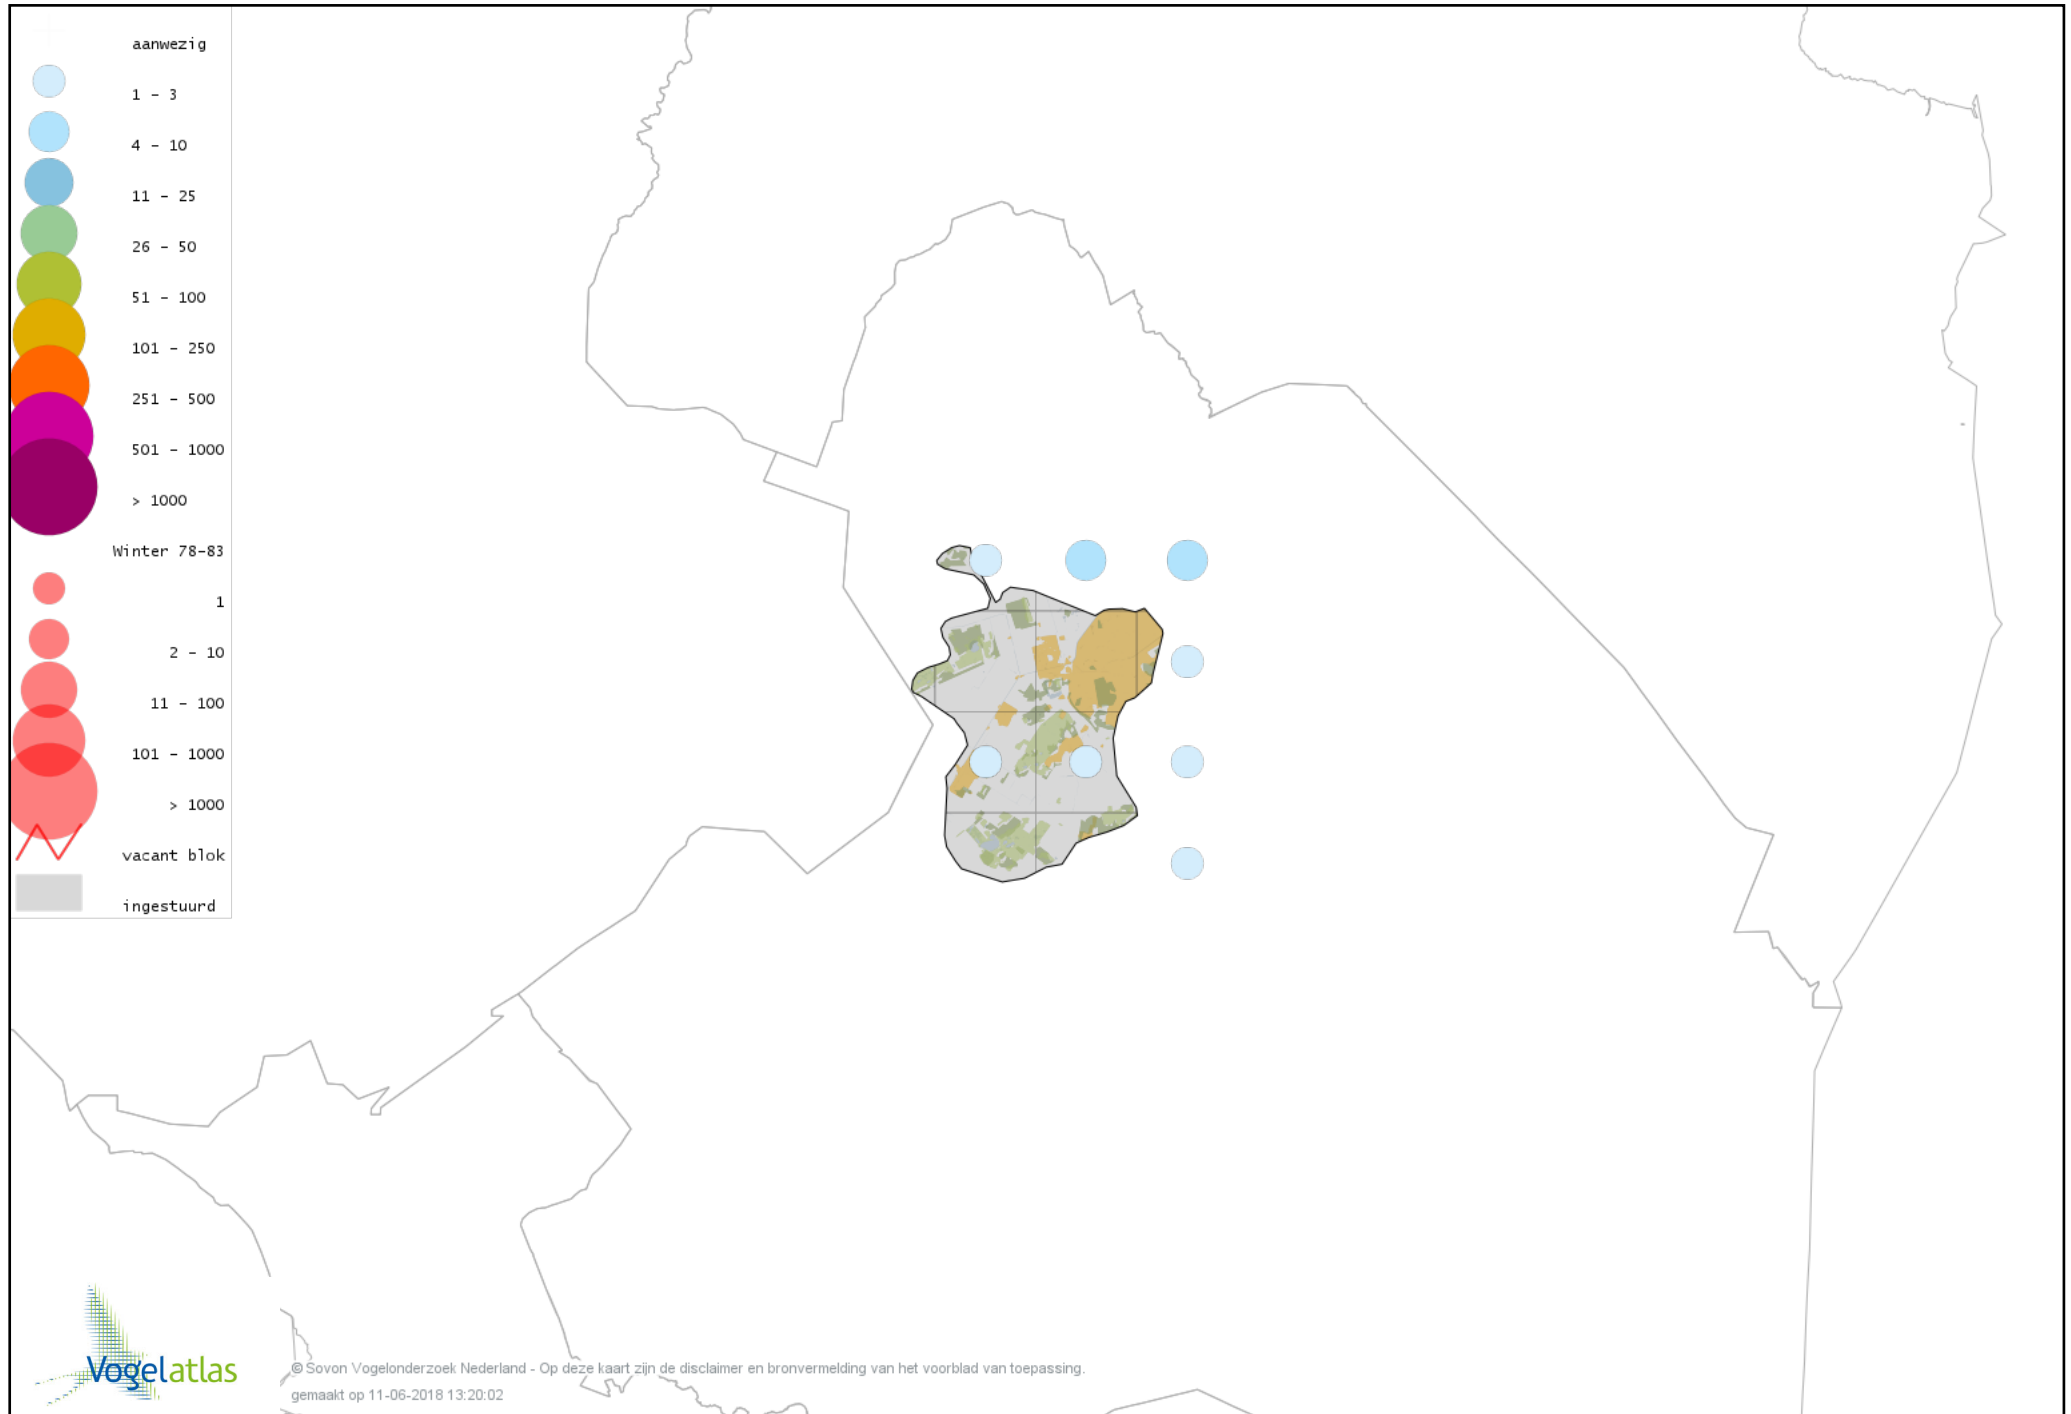 aanwezig
1 - 3
4 - 10
11 - 25
26 - 50
51 - 100
101 - 250
251 - 500
501 - 1000
> 1000
Winter 78-83
1
2 - 10
11 - 100
101 - 1000
> 1000
vacant blok
ingestuurd
Vogelatlas
© Sovon Vogelonderzoek Nederland - Op deze kaart zijn de disclaimer en bronvermelding van het voorblad van toepassing.
gemaakt op 11-06-2018 13:20:02